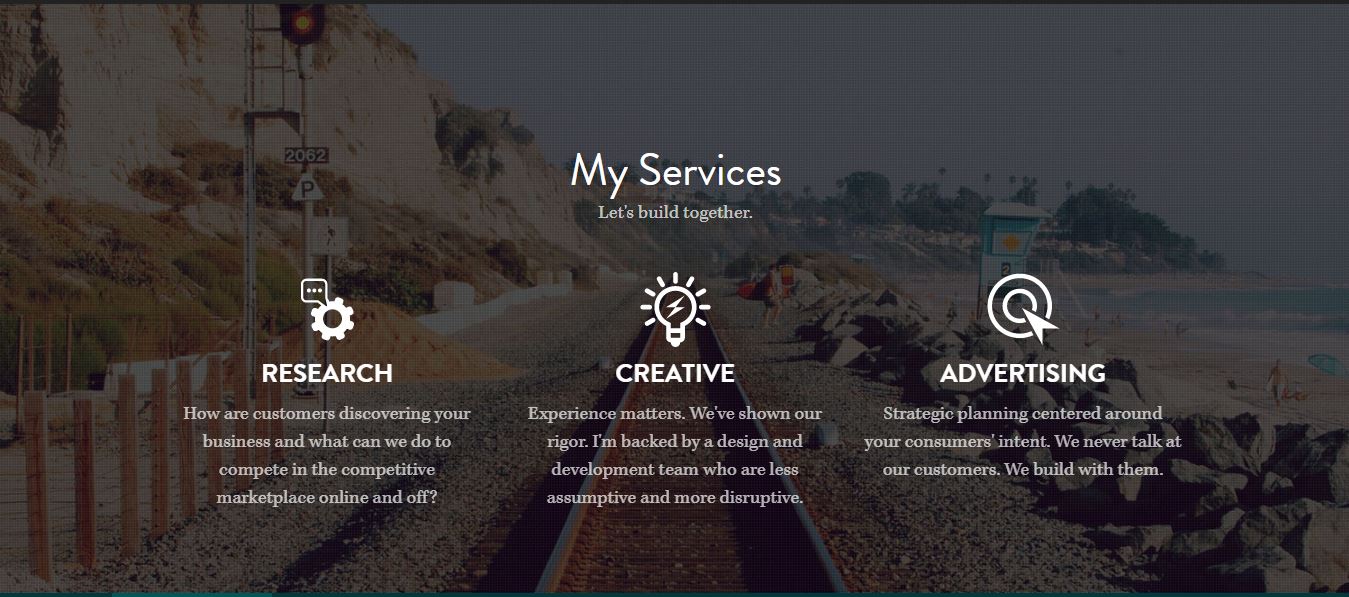 2062
P
My Services
Let's build together.
2
RESEARCH
How are customers discovering your
business and what can we do to
compete in the competitive
marketplace online and off?
CREATIVE
Experience matters. We've shown our
rigor. I'm backed by a design and
development team who are less
assumptive and more disruptive.
ADVERTISING
Strategic planning centered around
your consumers' intent. We never talk at
our customers. We build with them.